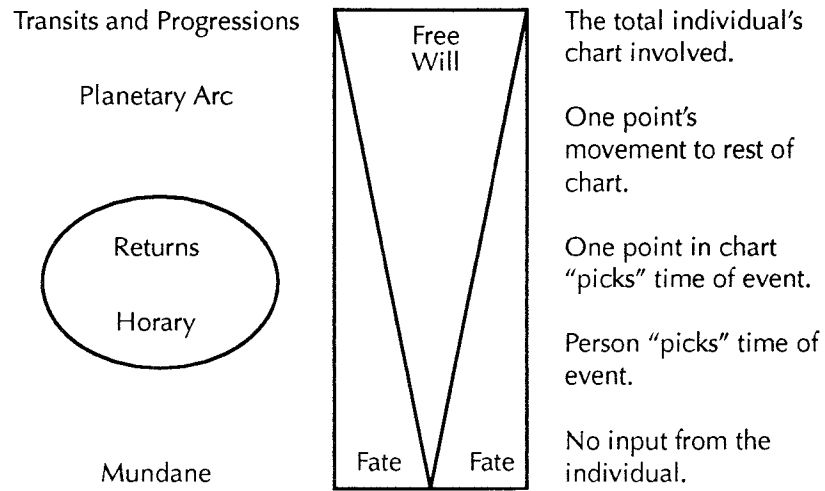 Transits and Progressions
Planetary Arc
Returns
Horary
Mundane
Free
Will
Fate
Fate
The total individual's
chart involved.
One point's
movement to rest of
chart.
One point in chart
"picks" time of event.
Person "picks" time of
event.
No input from the
individual.